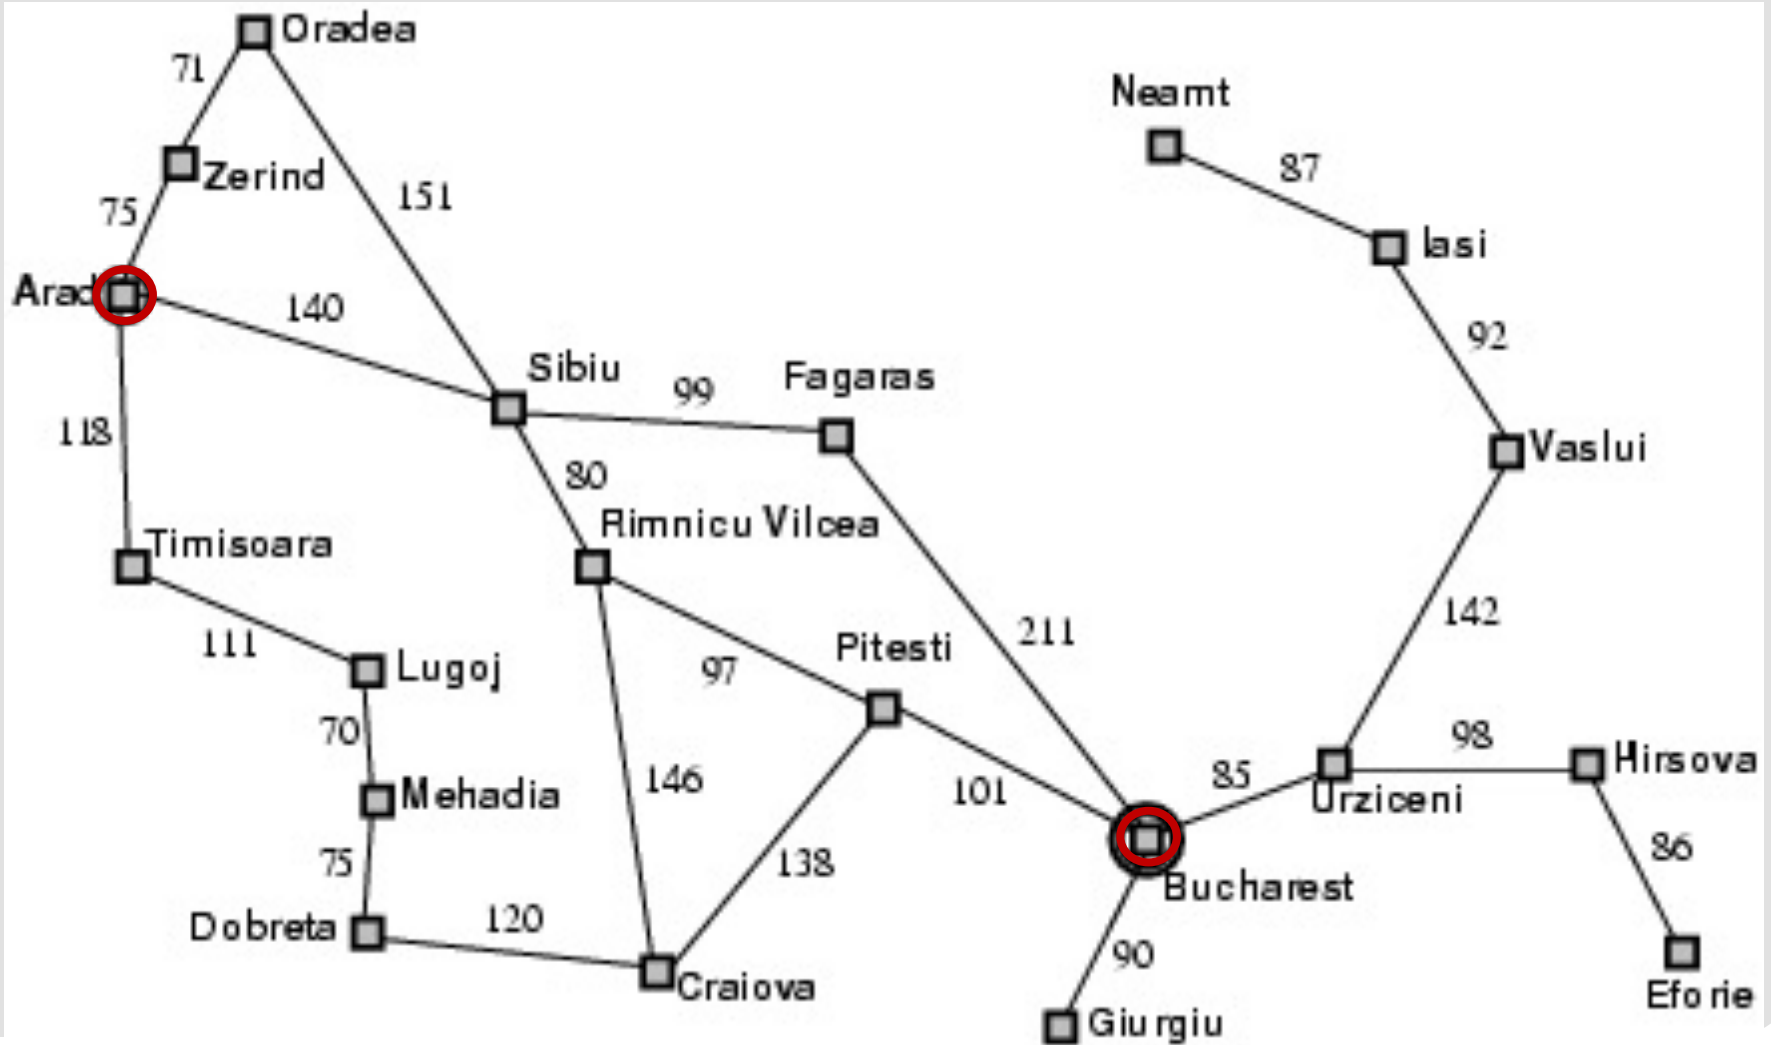 Oradea
71
Neamt
87
Zerind
151
75
Iasi
Arad
140
92
Sibiu
99
Fagaras
118
Vaslui
80
Rimnicu Vilcea
Timisoara
142
211
111
Pitesti
97
Lugoj
70
98
Hirsova
146
85
101
Mehadia
Urziceni
75
138
86
Bucharest
120
Dobreta
90
Craiova
Eforie
Giurgiu